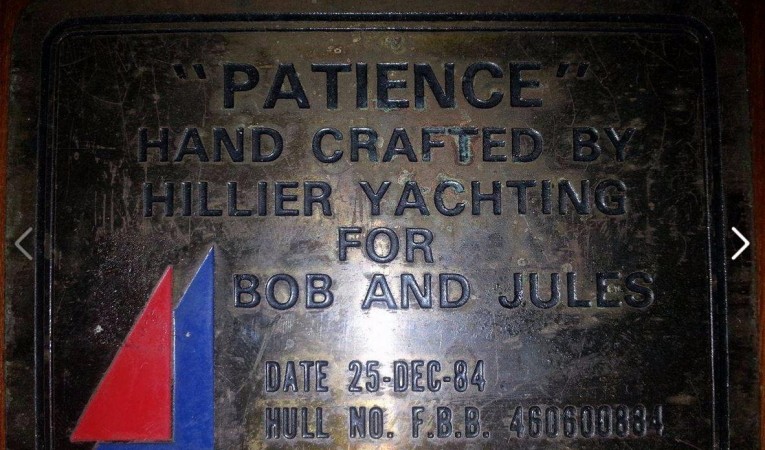 "PATIENCE"
HAND CRAFTED BY
HILLIER YACHTING
FOR
BOB AND JULES
DATE 25-DEC-84
HULL NO. F.B.B. 460600884